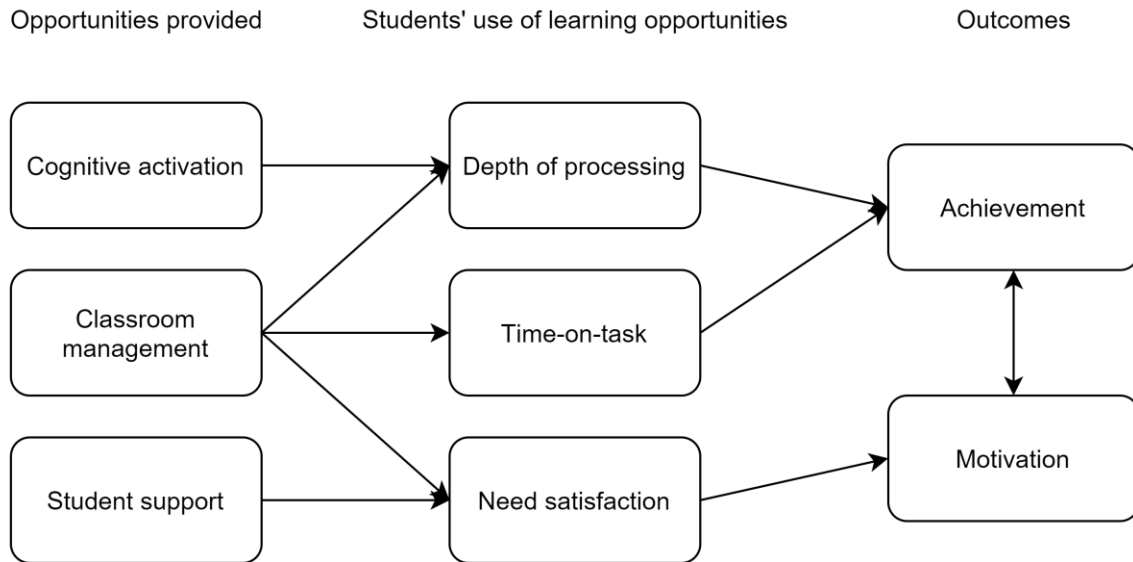 Opportunities provided
Students' use of learning opportunities
Outcomes
Cognitive activation
Depth of processing
Achievement
Classroom
management
Time-on-task
Student support
Need satisfaction
Motivation